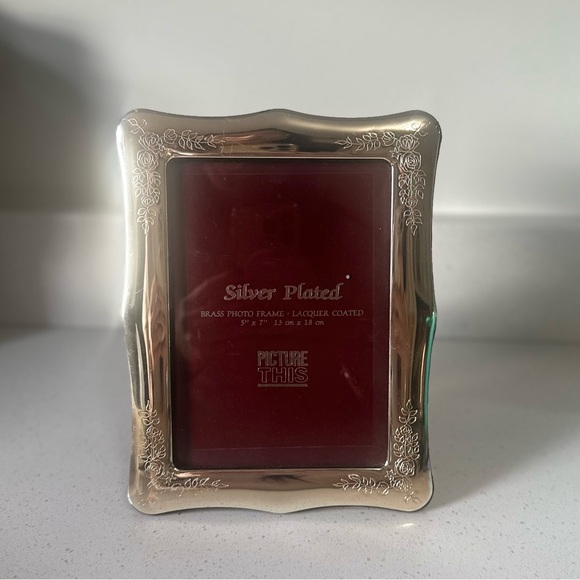 Silver Plated
BRASS PHOTO FRAME - LACQUER COATED
5" x 7" 13 cm x 18 cm
PICTURE
THIS